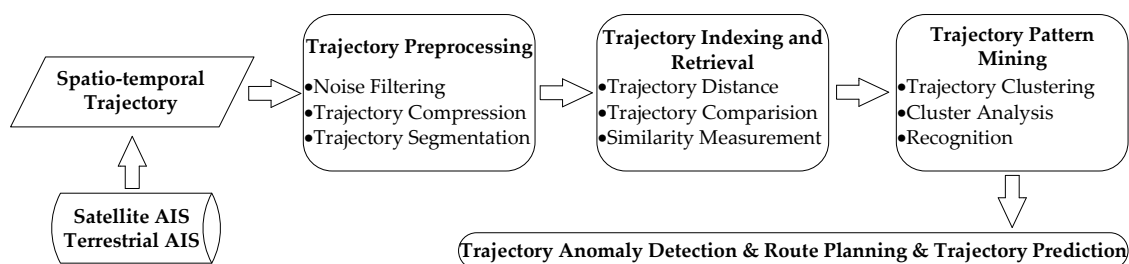 Spatio-temporal
Trajectory
Satellite AIS
Terrestrial AIS
Trajectory Preprocessing
•Noise Filtering
•Trajectory Compression
•Trajectory Segmentation
Trajectory Indexing and
Retrieval
•Trajectory Distance
•Trajectory Comparision
•Similarity Measurement
Trajectory Pattern
Mining
•Trajectory Clustering
•Cluster Analysis
•Recognition
Trajectory Anomaly Detection & Route Planning & Trajectory Prediction